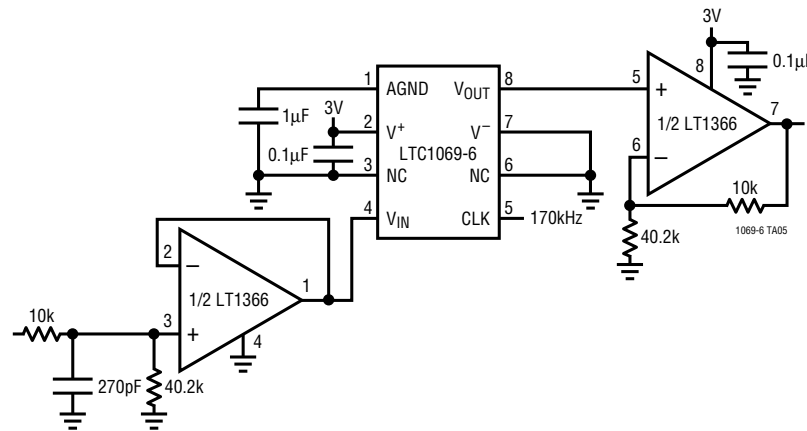 3V
8
0.1µF
1
AGND
VOUT
8
5
+
7
1/2 LT1366
1µF
3V
2
V+
V−
7
6
−
0.1µF
LTC1069-6
3
NC
NC
6
10k
4
VIN
CLK
5
170kHz
40.2k
1069-6 TA05
2
−
1/2 LT1366
1
10k
3
+
4
270pF
40.2k